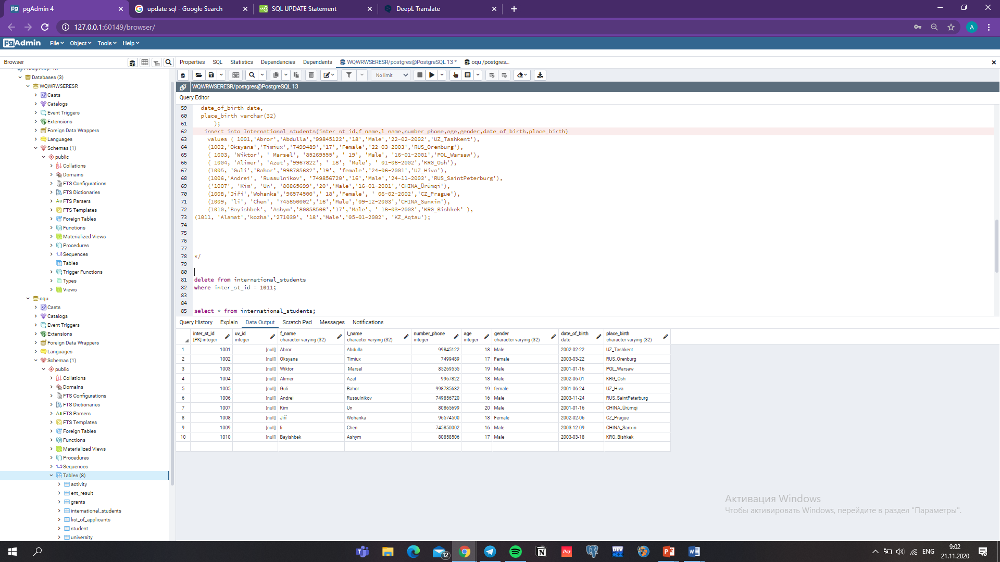 pgAdmin 4
update sql - Google Search
SQL UPDATE Statement
DeepL Translate
127.0.0.1:60149/browser/
A
pgAdmin File Object Tools Help
Browser
Properties SQL Statistics Dependencies Dependents WQWRWSERESR/postgres@PostgreSQL 13 * oqu /postgres...
No limit
WQWRWSERESR/postgres@PostgreSQL 13
Query Editor
PostgreSQL 13
Databases (3)
WQWRWSERESR
Casts
Catalogs
Event Triggers
Extensions
Foreign Data Wrappers
Languages
Schemas (1)
public
Collations
Domains
FTS Configurations
FTS Dictionaries
FTS Parsers
FTS Templates
Foreign Tables
Functions
Materialized Views
Procedures
1..3 Sequences
Tables
Trigger Functions
Types
Views
oqu
Casts
Catalogs
Event Triggers
Extensions
Foreign Data Wrappers
Languages
Schemas (1)
public
Collations
Domains
FTS Configurations
FTS Dictionaries
FTS Parsers
FTS Templates
Foreign Tables
Functions
Materialized Views
Procedures
1..3 Sequences
Tables (8)
activity
ent_result
grants
international_students
list_of_applicants
student
university
59 date_of_birth date,
60 place_birth varchar(32)
61 );
62 insert into International_students(inter_st_id,f_name,l_name,number_phone,age,gender,date_of_birth,place_birth)
63 values ( 1001,'Abror','Abdulla','99845122','18','Male','22-02-2002','UZ_Tashkent'),
64 (1002,'Oksyana','Timiux','7499489','17','Female','22-03-2003','RUS_Orenburg'),
65 ( 1003, 'Wiktor', ' Marsel', '85269555', ' 19', 'Male', '16-01-2001','POL_Warsaw'),
66 ( 1004, 'Alimer', 'Azat','9967822', ' 18', 'Male', ' 01-06-2002','KRG_Osh'),
67 (1005, 'Guli','Bahor','998785632','19', 'female','24-06-2001','UZ_Hiva'),
68 (1006,'Andrei', 'Russulnikov', '749856720','16','Male','24-11-2003','RUS_SaintPeterburg'),
69 ('1007', 'Kim', 'Un', '80865699','20','Male','16-01-2001','CHINA_Ürümqi'),
70 (1008,'Jiří','Wohanka','96574500',' 18','Female', ' 06-02-2002','CZ_Prague'),
71 (1009, 'li', 'Chen', '745850002','16','Male','09-12-2003','CHINA_Sanxin'),
72 (1010,'Bayishbek', 'Ashym','80858506','17','Male', ' 18-03-2003','KRG_Bishkek' ),
73 (1011, 'Alamat','kozha','271039', '18','Male','05-01-2002', 'KZ_Aqtau');
74
75
76
77
78 */
79
80
81 delete from international_students
82 where inter_st_id = 1011;
83
84
85 select * from international_students;
Query History Explain Data Output Scratch Pad Messages Notifications
inter_st_id uv_id f_name l_name number_phone age gender date_of_birth place_birth
[PK] integer integer character varying (32) character varying (32) integer integer character varying (32) date character varying (32)
1 1001 [null] Abror Abdulla 99845122 18 Male 2002-02-22 UZ_Tashkent
2 1002 [null] Oksyana Timiux 7499489 17 Female 2003-03-22 RUS_Orenburg
3 1003 [null] Wiktor Marsel 85269555 19 Male 2001-01-16 POL_Warsaw
4 1004 [null] Alimer Azat 9967822 18 Male 2002-06-01 KRG_Osh
5 1005 [null] Guli Bahor 998785632 19 female 2001-06-24 UZ_Hiva
6 1006 [null] Andrei Russulnikov 749856720 16 Male 2003-11-24 RUS_SaintPeterburg
7 1007 [null] Kim Un 80865699 20 Male 2001-01-16 CHINA_Ürümqi
8 1008 [null] Jiří Wohanka 96574500 18 Female 2002-02-06 CZ_Prague
9 1009 [null] li Chen 745850002 16 Male 2003-12-09 CHINA_Sanxin
10 1010 [null] Bayishbek Ashym 80858506 17 Male 2003-03-18 KRG_Bishkek
Активация Windows
Чтобы активировать Windows, перейдите в раздел "Параметры".
12
Day
DEV
ENG
9:02
21.11.2020